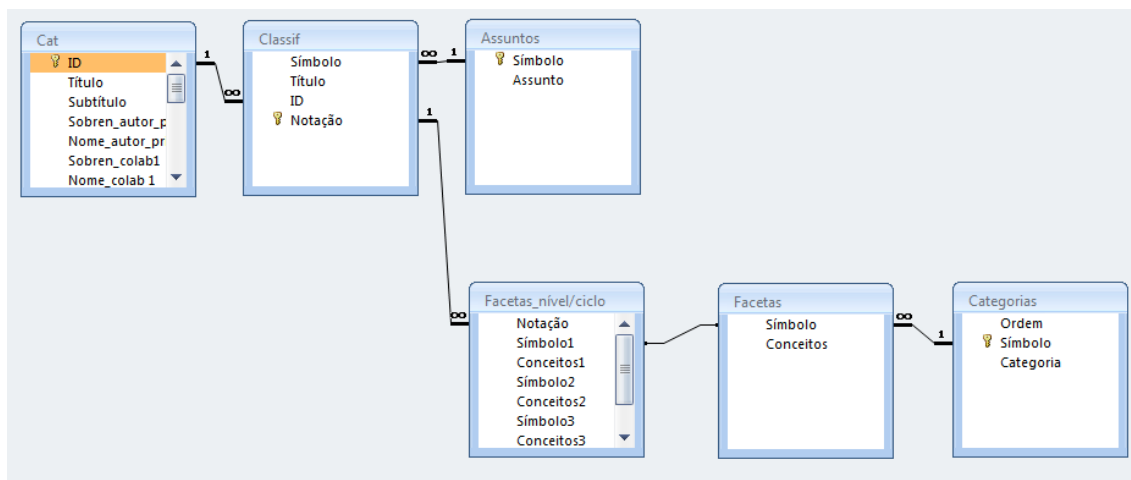 Cat
ID
Título
Subtítulo
Sobren_autor_p
Nome_autor_pr
Sobren_colab1
Nome_colab 1
1
∞
Classif
Símbolo
Título
ID
Notação
∞
1
1
Assuntos
Símbolo
Assunto
∞
Facetas_nível/ciclo
Notação
Símbolo1
Conceitos1
Símbolo2
Conceitos2
Símbolo3
Conceitos3
Facetas
Símbolo
Conceitos
∞
1
Categorias
Ordem
Símbolo
Categoria